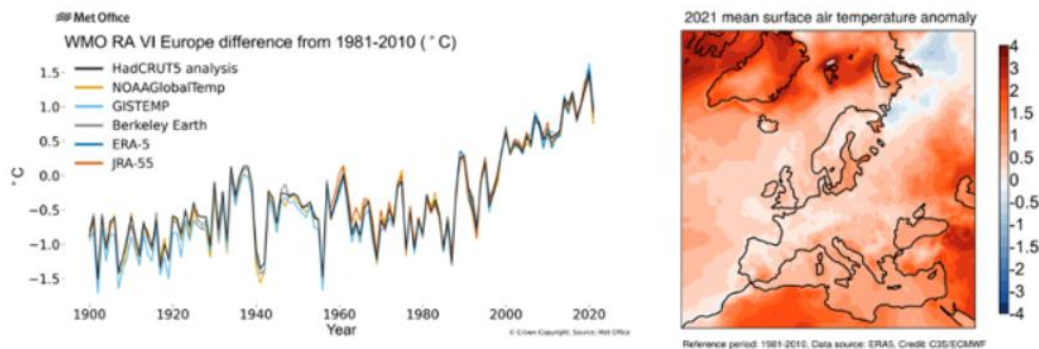 Met Office
WMO RA VI Europe difference from 1981-2010 (°C)
HadCRUT5 analysis
NOAAGlobalTemp
GISTEMP
Berkeley Earth
ERA-5
JRA-55
1.5
1.0
0.5
0.0
−0.5
−1.0
−1.5
°C
1900
1920
1940
1960
1980
2000
2020
Year
© Crown Copyright. Source: Met Office
2021 mean surface air temperature anomaly
4
3
2
1.5
1
0.5
0
-0.5
-1
-1.5
-2
-3
-4
Reference period: 1981-2010, Data source: ERA5, Credit: C3S/ECMWF